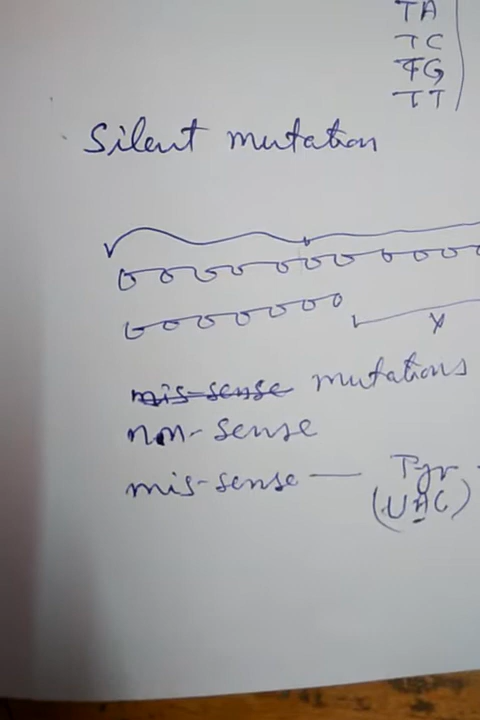 TA
TC
TG
TT
Silent mutation
x
mis-sense mutations
non-sense
mis-sense — Tyr
(UAC)